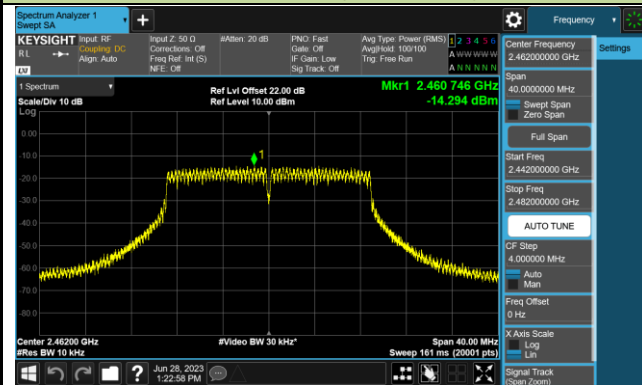 Spectrum Analyzer 1
Swept SA
Frequency
KEYSIGHT
RL
LXI
Input: RF
Coupling: DC
Align: Auto
Input Z: 50 Ω
Corrections: Off
Freq Ref: Int (S)
NFE: Off
#Atten: 20 dB
PNO: Fast
Gate: Off
IF Gain: Low
Sig Track: Off
Avg Type: Power (RMS)
Avg|Hold: 100/100
Trig: Free Run
1 2 3 4 5 6
A W W W W W
A N N N N N
1 Spectrum
Scale/Div 10 dB
Log
Ref Lvl Offset 22.00 dB
Ref Level 10.00 dBm
Mkr1 2.460 746 GHz
-14.294 dBm
1
0.00
-10.0
-20.0
-30.0
-40.0
-50.0
-60.0
-70.0
-80.0
Center 2.46200 GHz
#Res BW 10 kHz
#Video BW 30 kHz*
Span 40.00 MHz
Sweep 161 ms (20001 pts)
?
Jun 28, 2023
1:22:58 PM
Center Frequency
2.462000000 GHz
Span
40.0000000 MHz
Swept Span
Zero Span
Full Span
Start Freq
2.442000000 GHz
Stop Freq
2.482000000 GHz
AUTO TUNE
CF Step
4.000000 MHz
Auto
Man
Freq Offset
0 Hz
X Axis Scale
Log
Lin
Signal Track
(Span Zoom)
Settings